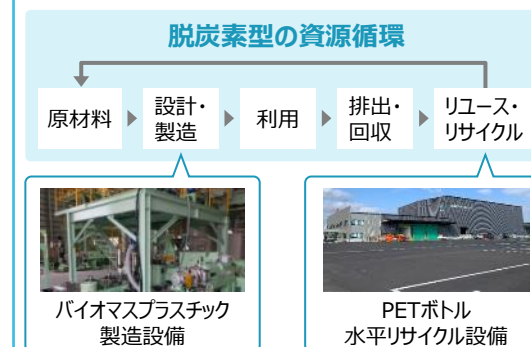 脱炭素型の資源循環
原材料
設計・
製造
利用
排出・
回収
リユース・
リサイクル
バイオマスプラスチック
製造設備
PETボトル
水平リサイクル設備